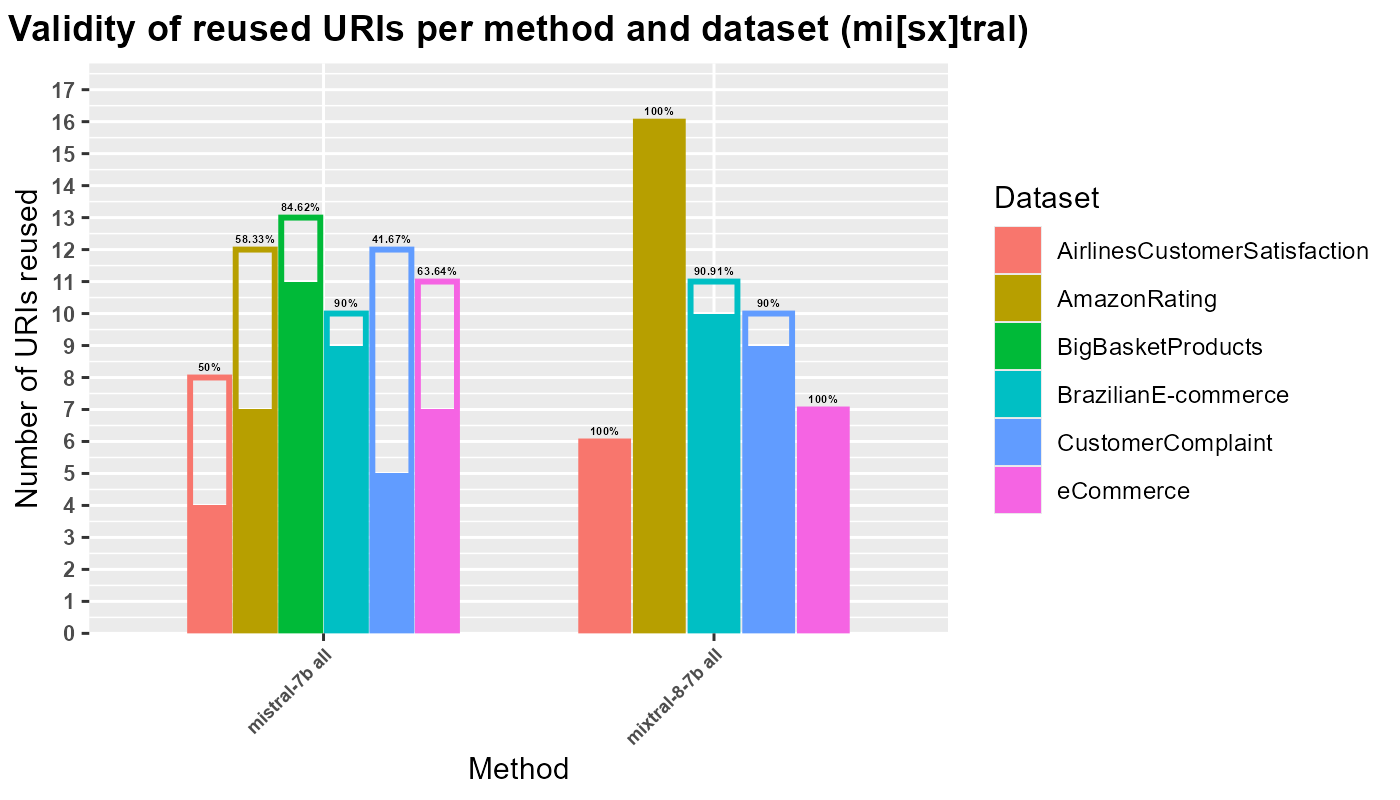 Validity of reused URIs per method and dataset (mi[sx]tral)
Number of URIs reused
17
16
15
14
13
12
11
10
9
8
7
6
5
4
3
2
1
0
50%
58.33%
84.62%
90%
41.67%
63.64%
100%
100%
90.91%
90%
100%
mistral-7b all
mixtral-8-7b all
Method
Dataset
AirlinesCustomerSatisfaction
AmazonRating
BigBasketProducts
BrazilianE-commerce
CustomerComplaint
eCommerce